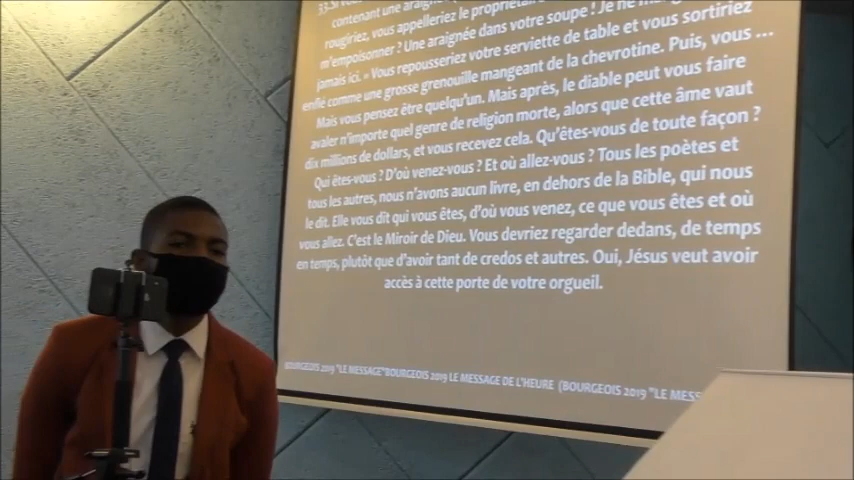 33.Si vous
contenant une araignée
rougiriez, vous appelleriez le propriétaire
m'empoisonner ? Une araignée dans votre soupe ! Je ne
jamais ici. » Vous repousseriez votre serviette de table et vous sortiriez
enflé comme une grosse grenouille mangeant de la chevrotine. Puis, vous ...
Mais vous pensez être quelqu'un. Mais après, le diable peut vous faire
avaler n'importe quel genre de religion morte, alors que cette âme vaut
dix millions de dollars, et vous recevez cela. Qu'êtes-vous de toute façon ?
Qui êtes-vous ? D'où venez-vous ? Et où allez-vous ? Tous les poètes et
tous les autres, nous n'avons aucun livre, en dehors de la Bible, qui nous
le dit. Elle vous dit qui vous êtes, d'où vous venez, ce que vous êtes et où
vous allez. C'est le Miroir de Dieu. Vous devriez regarder dedans, de temps
en temps, plutôt que d'avoir tant de credos et autres. Oui, Jésus veut avoir
accès à cette porte de votre orgueil.
BOURGEOIS 2019 "LE MESSAGE"BOURGEOIS 2019 LE MESSAGE DE L'HEURE (BOURGEOIS 2019 "LE MESS